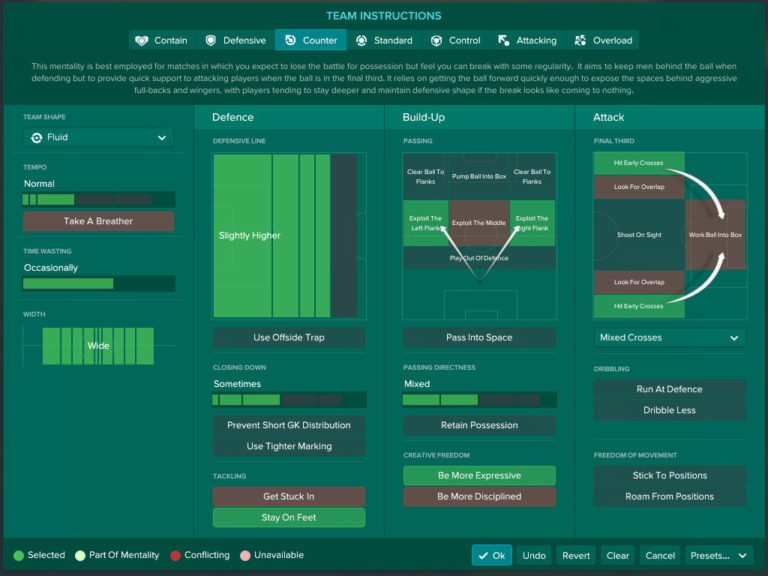 TEAM INSTRUCTIONS
Contain
Defensive
Counter
Standard
Control
Attacking
Overload
This mentality is best employed for matches in which you expect to lose the battle for possession but feel you can break with some regularity. It aims to keep men behind the ball when
defending but to provide quick support to attacking players when the ball is in the final third. It relies on getting the ball forward quickly enough to expose the spaces behind aggressive
full-backs and wingers, with players tending to stay deeper and maintain defensive shape if the break looks like coming to nothing.
TEAM SHAPE
Fluid
TEMPO
Normal
Take A Breather
TIME WASTING
Occasionally
WIDTH
Wide
Defence
DEFENSIVE LINE
Slightly Higher
Use Offside Trap
CLOSING DOWN
Sometimes
Prevent Short GK Distribution
Use Tighter Marking
TACKLING
Get Stuck In
Stay On Feet
Build-Up
PASSING
Clear Ball To
Flanks
Pump Ball Into Box
Clear Ball To
Flanks
Exploit The
Left Flank
Exploit The Middle
Exploit The
Right Flank
Play Out Of Defence
Pass Into Space
PASSING DIRECTNESS
Mixed
Retain Possession
CREATIVE FREEDOM
Be More Expressive
Be More Disciplined
Attack
FINAL THIRD
Hit Early Crosses
Look For Overlap
Shoot On Sight
Work Ball Into Box
Look For Overlap
Hit Early Crosses
Mixed Crosses
DRIBBLING
Run At Defence
Dribble Less
FREEDOM OF MOVEMENT
Stick To Positions
Roam From Positions
Selected
Part Of Mentality
Conflicting
Unavailable
Ok
Undo
Revert
Clear
Cancel
Presets...